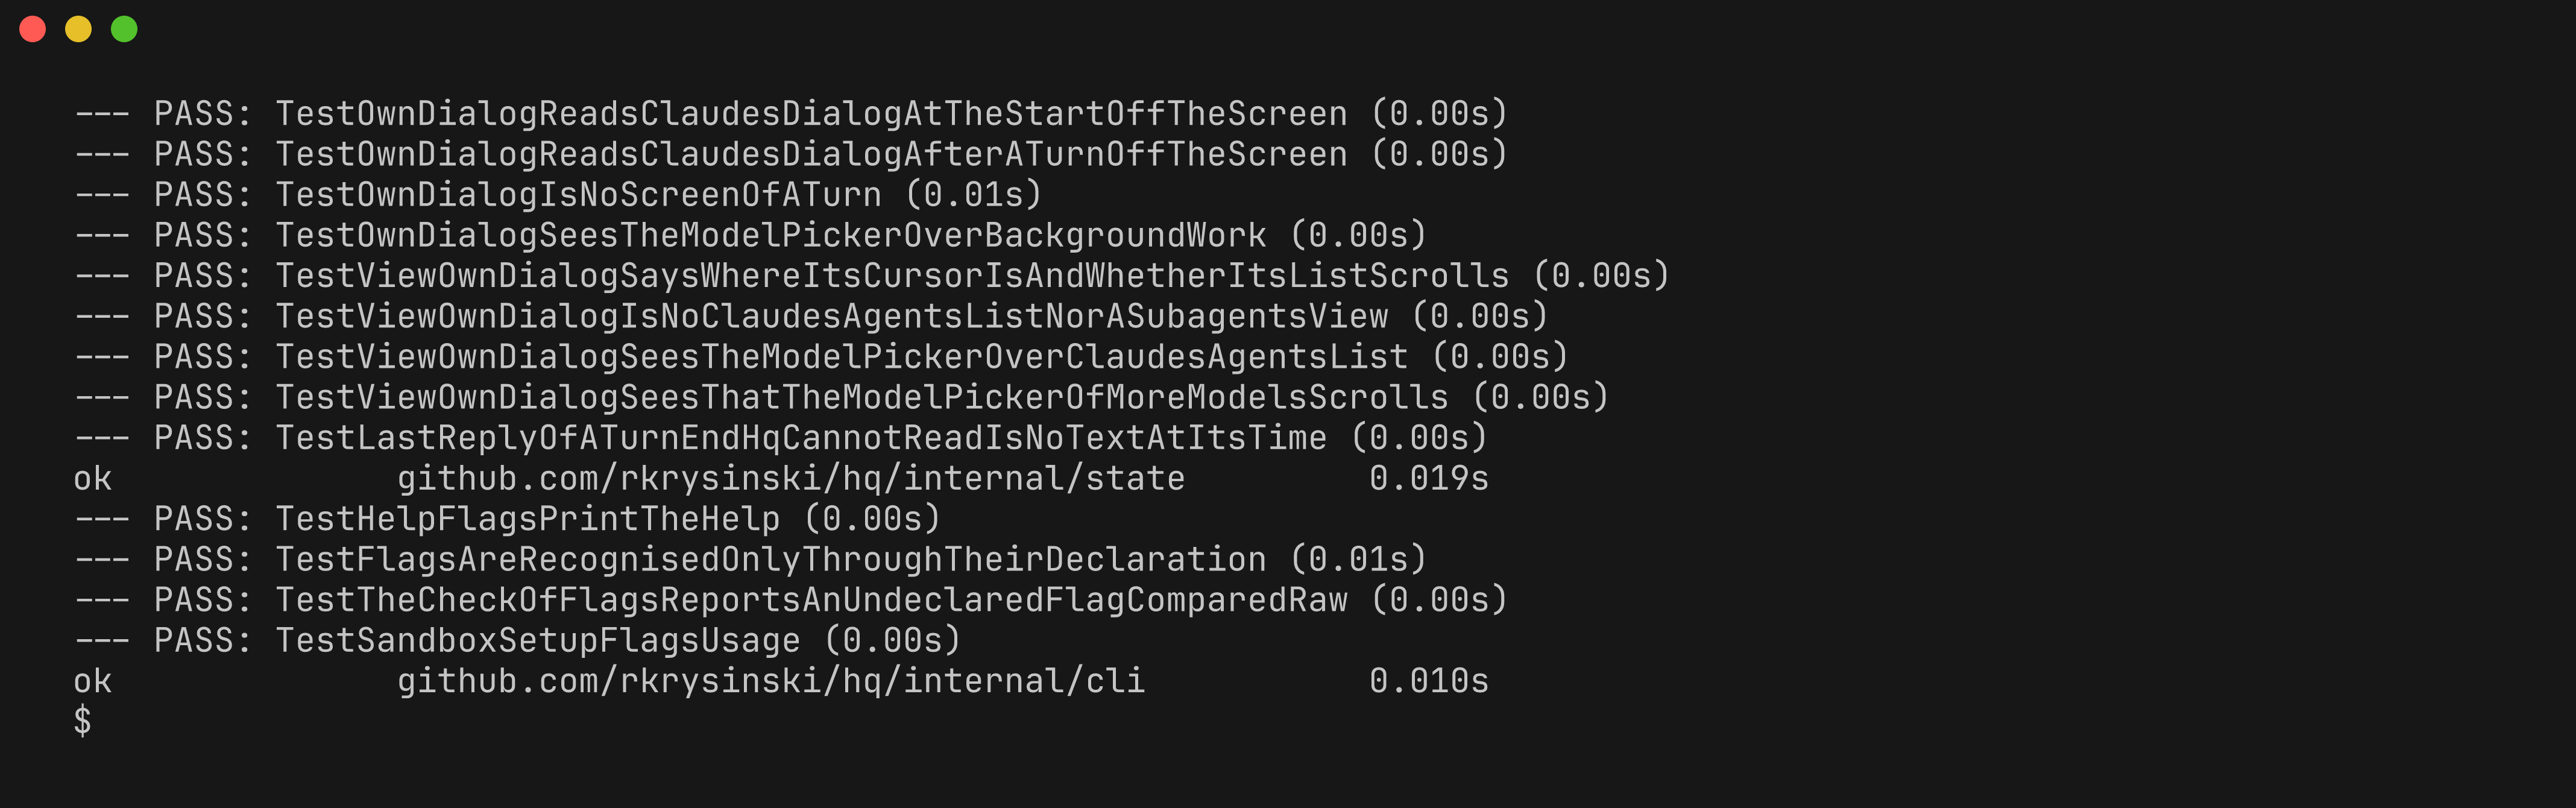 --- PASS: TestOwnDialogReadsClaudesDialogAtTheStartOffTheScreen (0.00s)
--- PASS: TestOwnDialogReadsClaudesDialogAfterATurnOffTheScreen (0.00s)
--- PASS: TestOwnDialogIsNoScreenOfATurn (0.01s)
--- PASS: TestOwnDialogSeesTheModelPickerOverBackgroundWork (0.00s)
--- PASS: TestViewOwnDialogSaysWhereItsCursorIsAndWhetherItsListScrolls (0.00s)
--- PASS: TestViewOwnDialogIsNoClaudesAgentsListNorASubagentsView (0.00s)
--- PASS: TestViewOwnDialogSeesTheModelPickerOverClaudesAgentsList (0.00s)
--- PASS: TestViewOwnDialogSeesThatTheModelPickerOfMoreModelsScrolls (0.00s)
--- PASS: TestLastReplyOfATurnEndHqCannotReadIsNoTextAtItsTime (0.00s)
ok              github.com/rkrysinski/hq/internal/state         0.019s
--- PASS: TestHelpFlagsPrintTheHelp (0.00s)
--- PASS: TestFlagsAreRecognisedOnlyThroughTheirDeclaration (0.01s)
--- PASS: TestTheCheckOfFlagsReportsAnUndeclaredFlagComparedRaw (0.00s)
--- PASS: TestSandboxSetupFlagsUsage (0.00s)
ok              github.com/rkrysinski/hq/internal/cli           0.010s
$